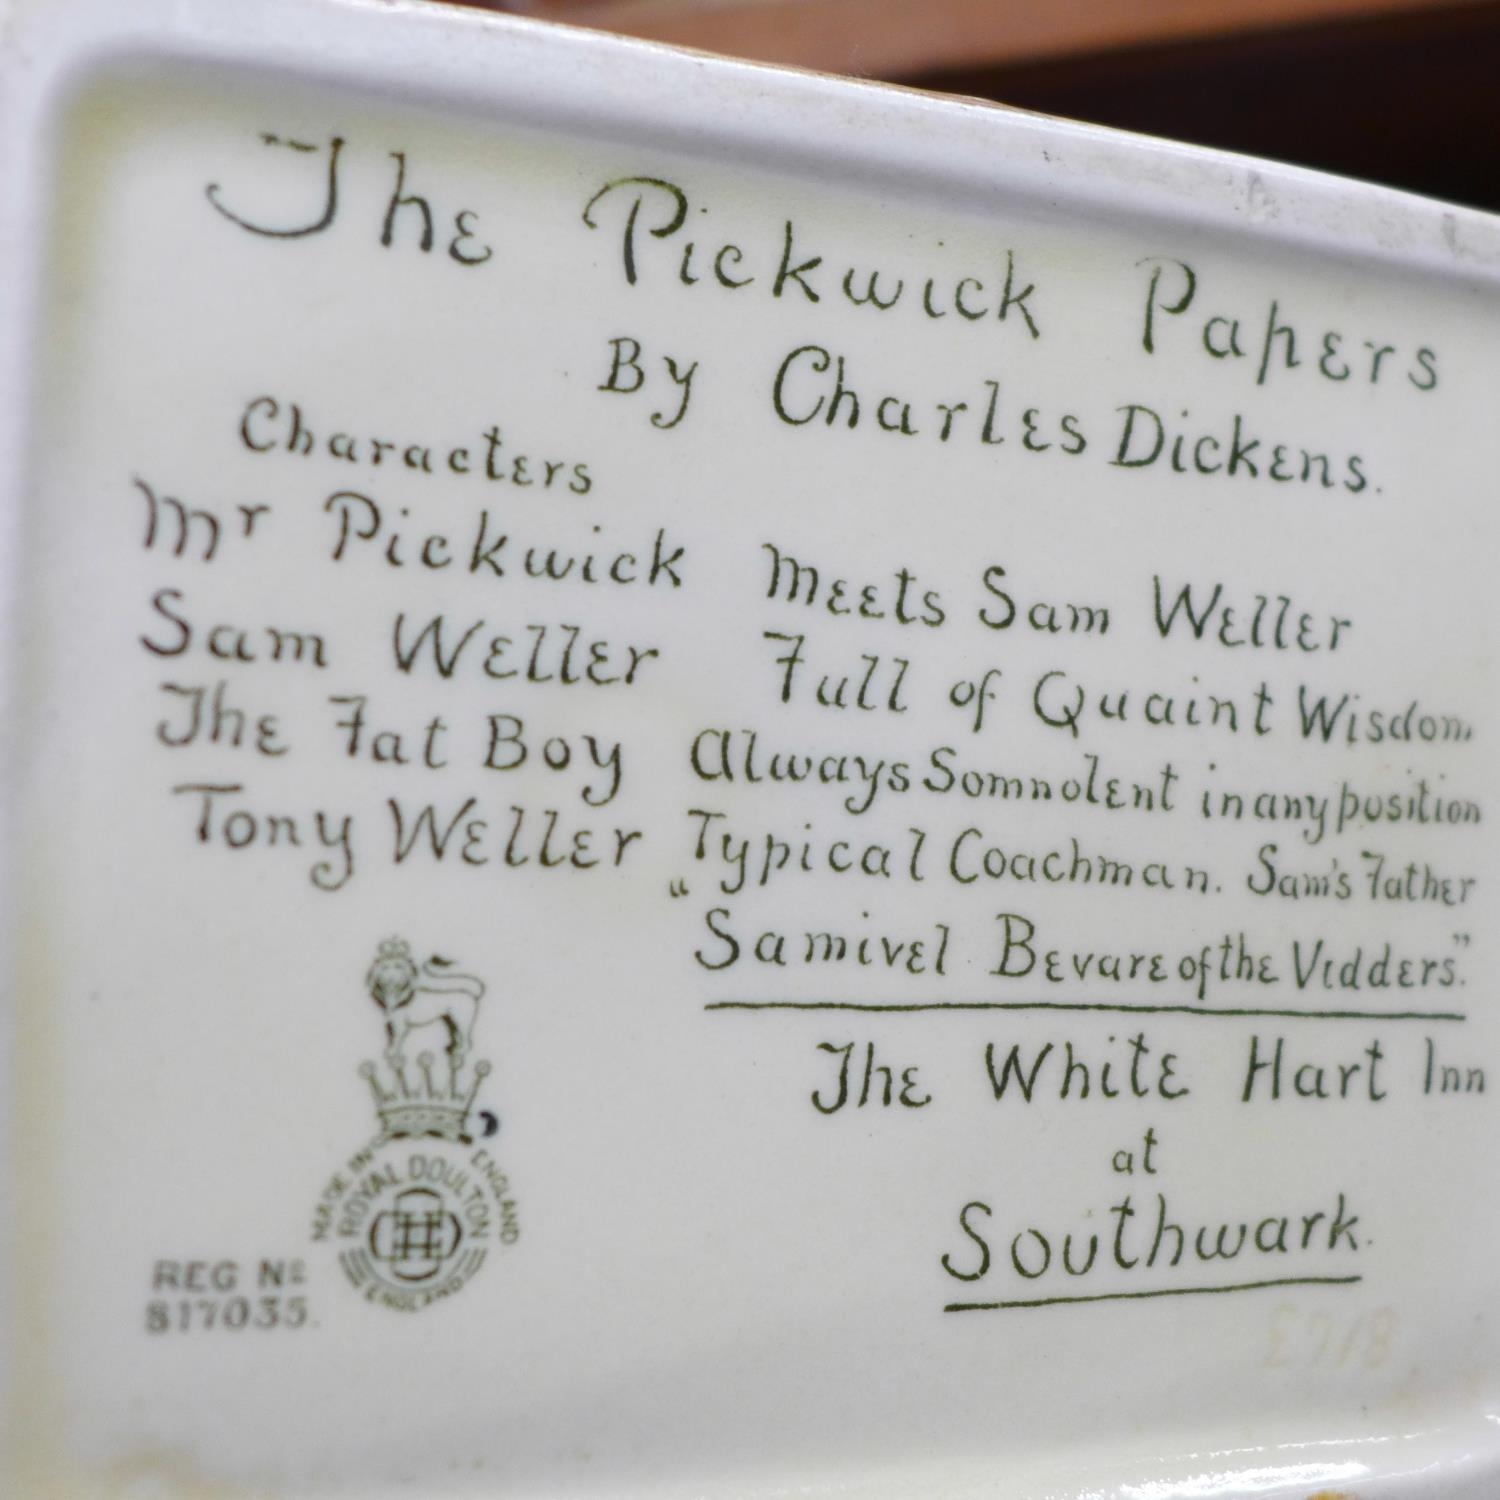 The Pickwick Papers
By Charles Dickens.
Characters
Mr Pickwick Meets Sam Weller
Sam Weller Full of Quaint Wisdom.
The Fat Boy Always Somnolent in any position
Tony Weller Typical Coachman. Sam's Father
"Samivel Bevare of the Vidders."
The White Hart Inn
at
Southwark.
MADE IN ENGLAND
ROYAL DOULTON
ENGLAND
REG No
817035.